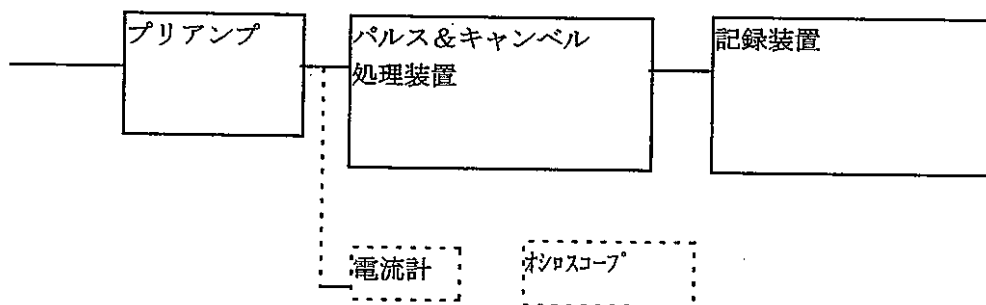 プリアンプ
パルス＆キャンベル
処理装置
記録装置
電流計
ｵｼﾛｽｺｰﾌﾟ